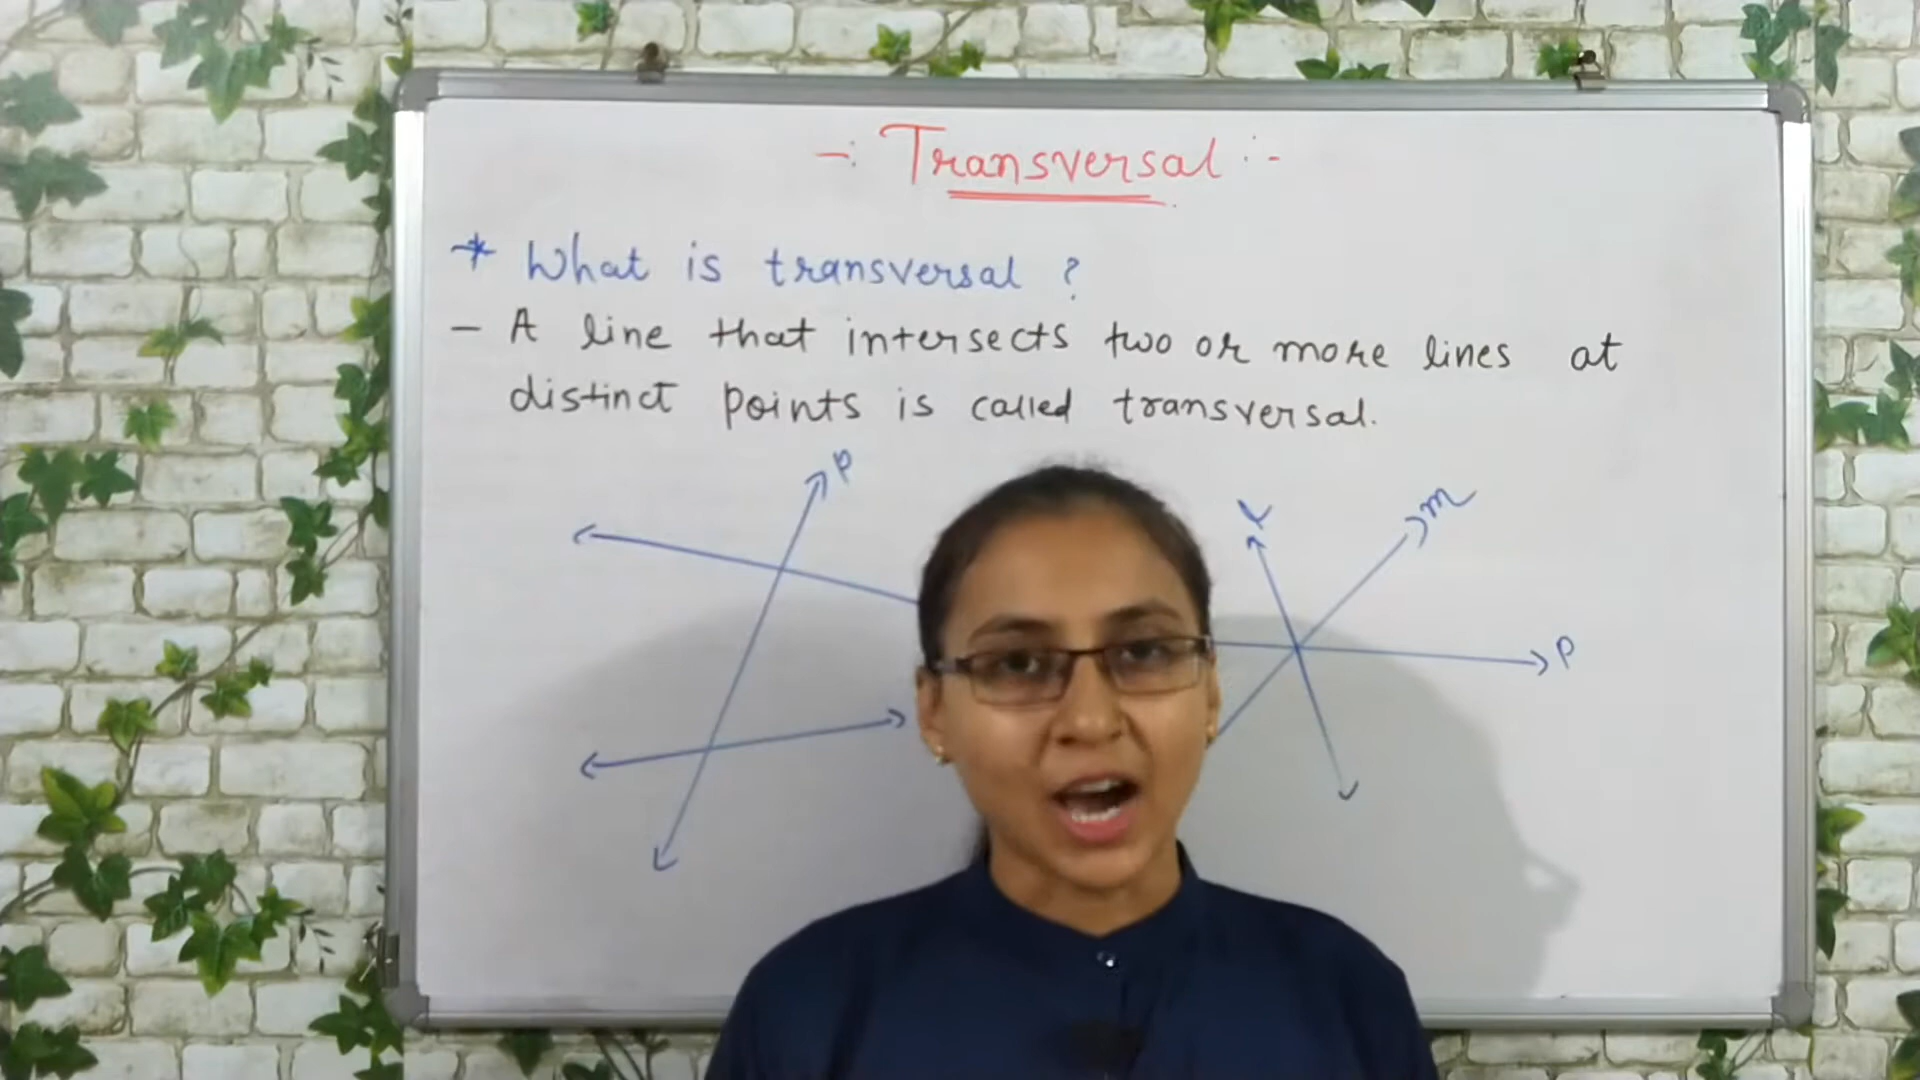 -: Transversal :-
* What is transversal ?
- A line that intersects two or more lines at
distinct points is called transversal.
p
l
m
p